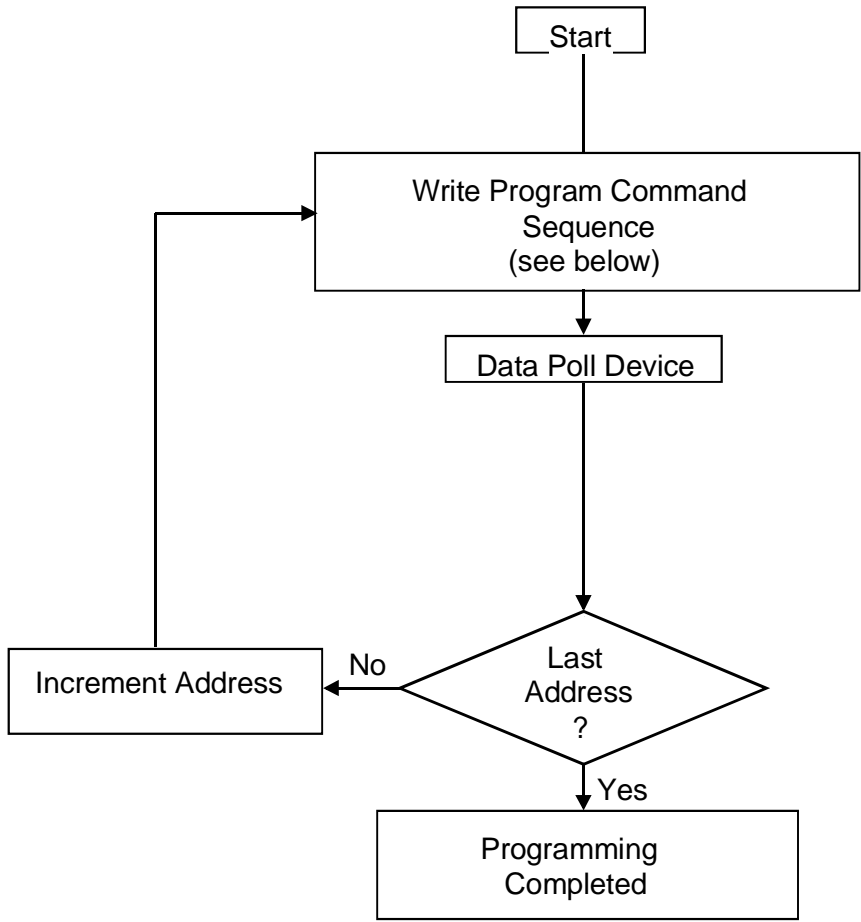 Start
Write Program Command
Sequence
(see below)
Data Poll Device
Last
Address
?
No
Increment Address
Yes
Programming
Completed